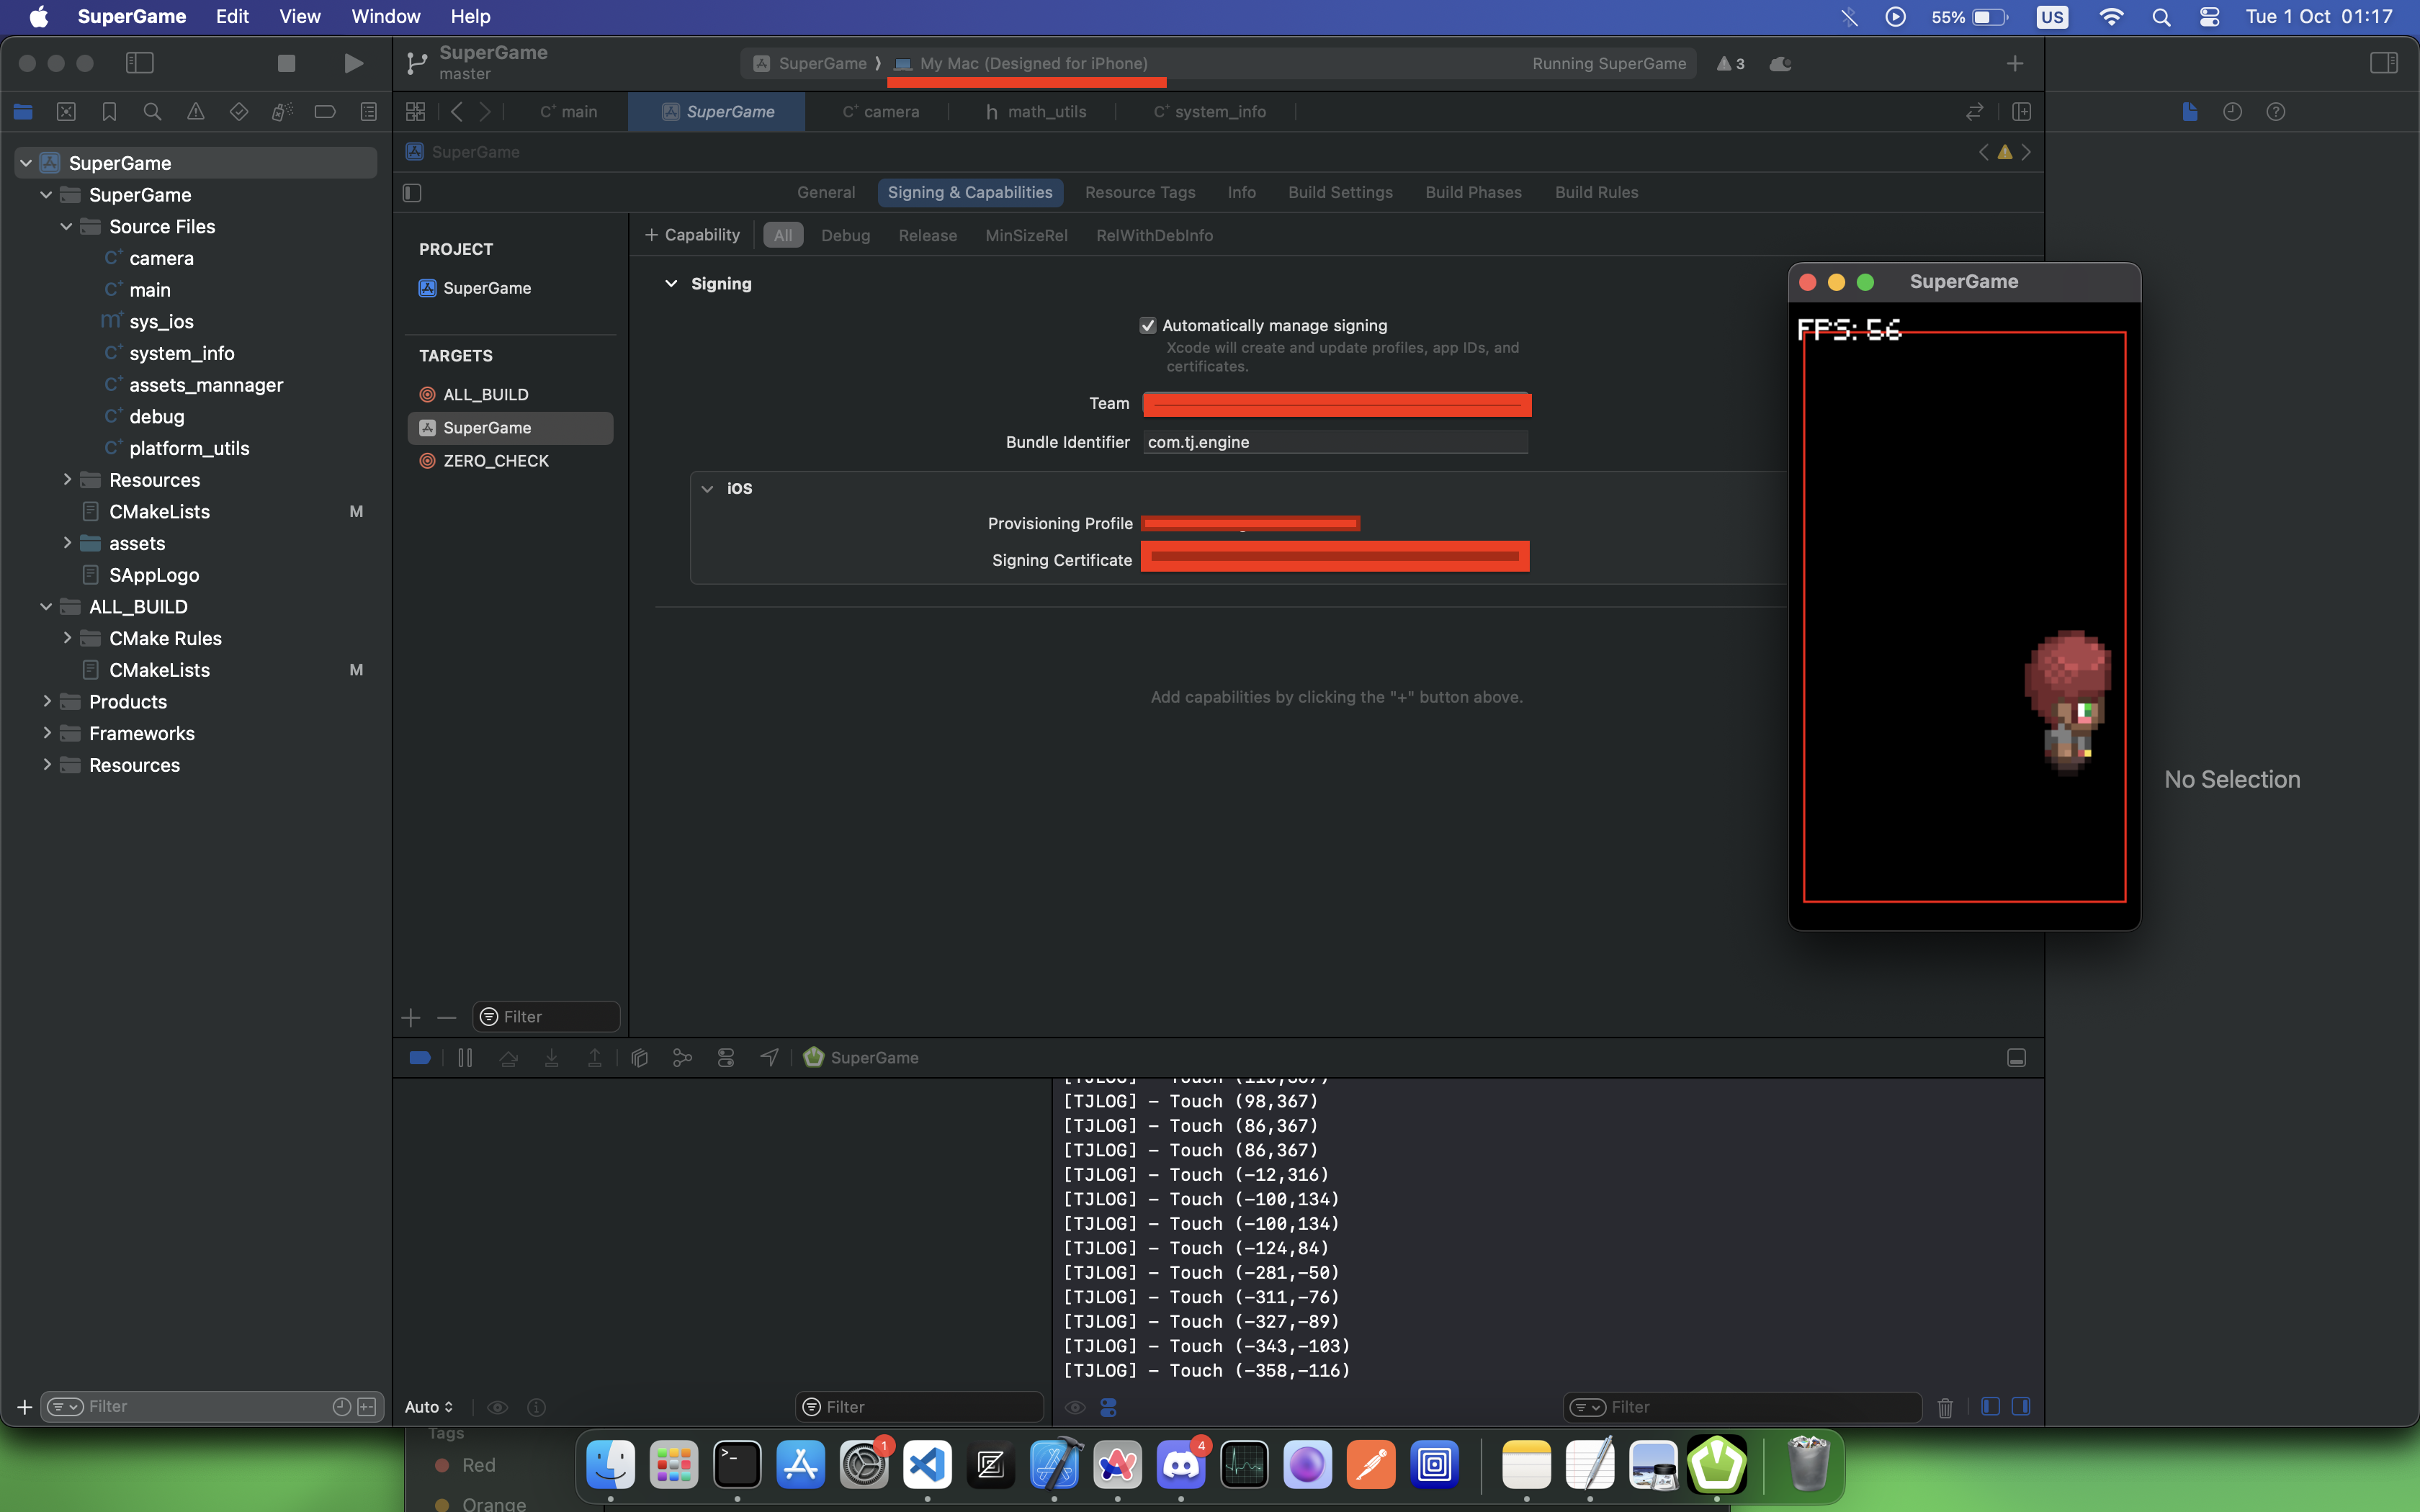 SuperGame Edit View Window Help
55% US Tue 1 Oct 01:17
SuperGame
master
SuperGame My Mac (Designed for iPhone) Running SuperGame 3
main SuperGame camera h math_utils system_info
SuperGame
General Signing & Capabilities Resource Tags Info Build Settings Build Phases Build Rules
+ Capability All Debug Release MinSizeRel RelWithDebInfo
SuperGame
SuperGame
Source Files
camera
main
sys_ios
system_info
assets_mannager
debug
platform_utils
Resources
CMakeLists M
assets
SAppLogo
ALL_BUILD
CMake Rules
CMakeLists M
Products
Frameworks
Resources
Filter
PROJECT
SuperGame
TARGETS
ALL_BUILD
SuperGame
ZERO_CHECK
Filter
Signing
Automatically manage signing
Xcode will create and update profiles, app IDs, and
certificates.
Team
Bundle Identifier com.tj.engine
iOS
Provisioning Profile
Signing Certificate
Add capabilities by clicking the "+" button above.
SuperGame
FPS: 56
No Selection
SuperGame
[TJLOG] – Touch (98,367)
[TJLOG] – Touch (86,367)
[TJLOG] – Touch (86,367)
[TJLOG] – Touch (-12,316)
[TJLOG] – Touch (-100,134)
[TJLOG] – Touch (-100,134)
[TJLOG] – Touch (-124,84)
[TJLOG] – Touch (-281,-50)
[TJLOG] – Touch (-311,-76)
[TJLOG] – Touch (-327,-89)
[TJLOG] – Touch (-343,-103)
[TJLOG] – Touch (-358,-116)
Auto Filter Filter
Tags
Red
Orange
1
4